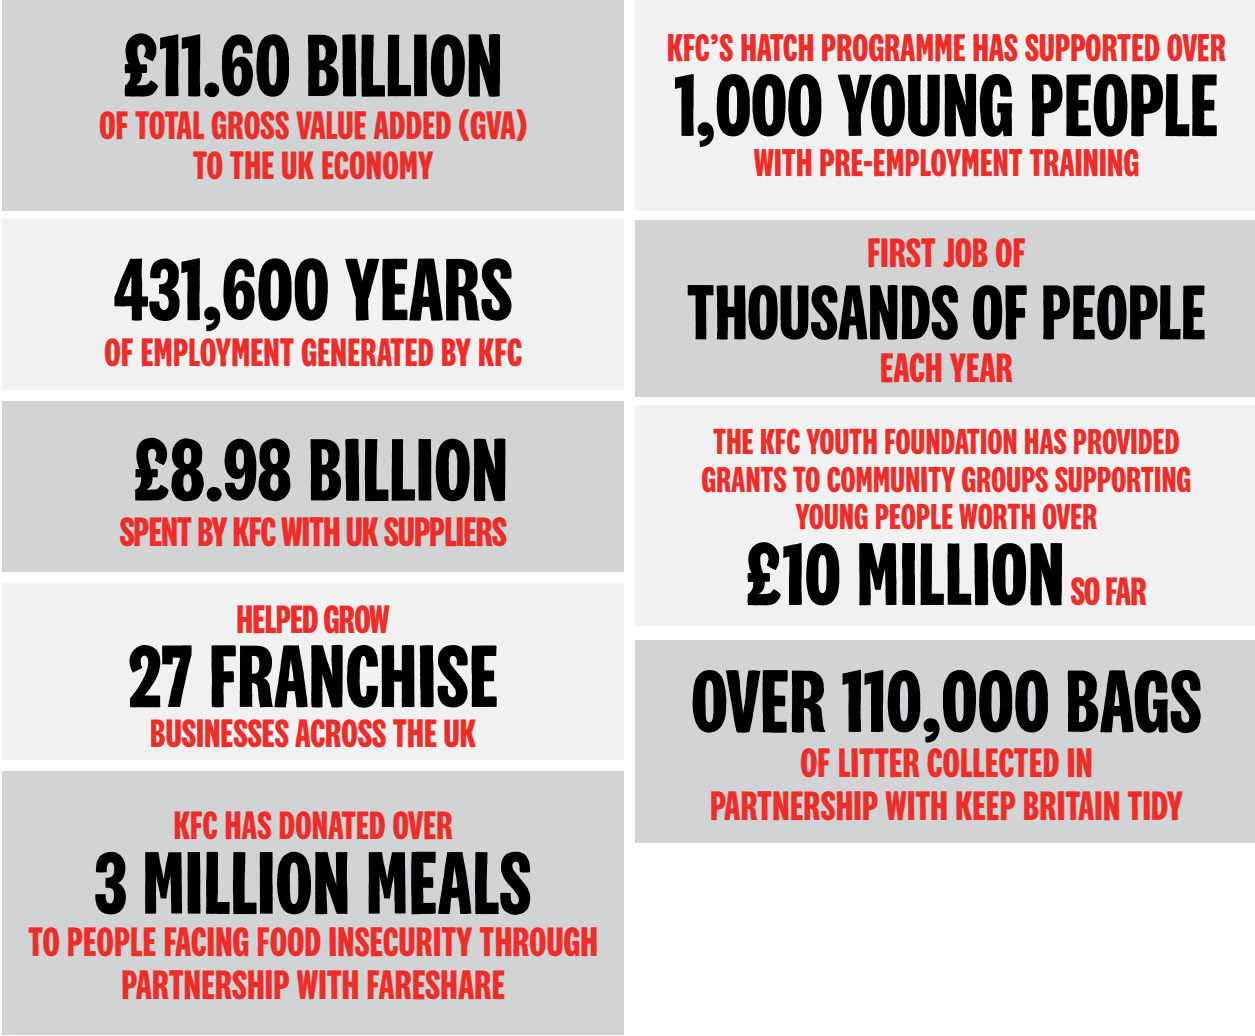 £11.60 BILLION
OF TOTAL GROSS VALUE ADDED (GVA)
TO THE UK ECONOMY
431,600 YEARS
OF EMPLOYMENT GENERATED BY KFC
£8.98 BILLION
SPENT BY KFC WITH UK SUPPLIERS
HELPED GROW
27 FRANCHISE
BUSINESSES ACROSS THE UK
KFC HAS DONATED OVER
3 MILLION MEALS
TO PEOPLE FACING FOOD INSECURITY THROUGH
PARTNERSHIP WITH FARESHARE
KFC’S HATCH PROGRAMME HAS SUPPORTED OVER
1,000 YOUNG PEOPLE
WITH PRE-EMPLOYMENT TRAINING
FIRST JOB OF
THOUSANDS OF PEOPLE
EACH YEAR
THE KFC YOUTH FOUNDATION HAS PROVIDED
GRANTS TO COMMUNITY GROUPS SUPPORTING
YOUNG PEOPLE WORTH OVER
£10 MILLION SO FAR
OVER 110,000 BAGS
OF LITTER COLLECTED IN
PARTNERSHIP WITH KEEP BRITAIN TIDY